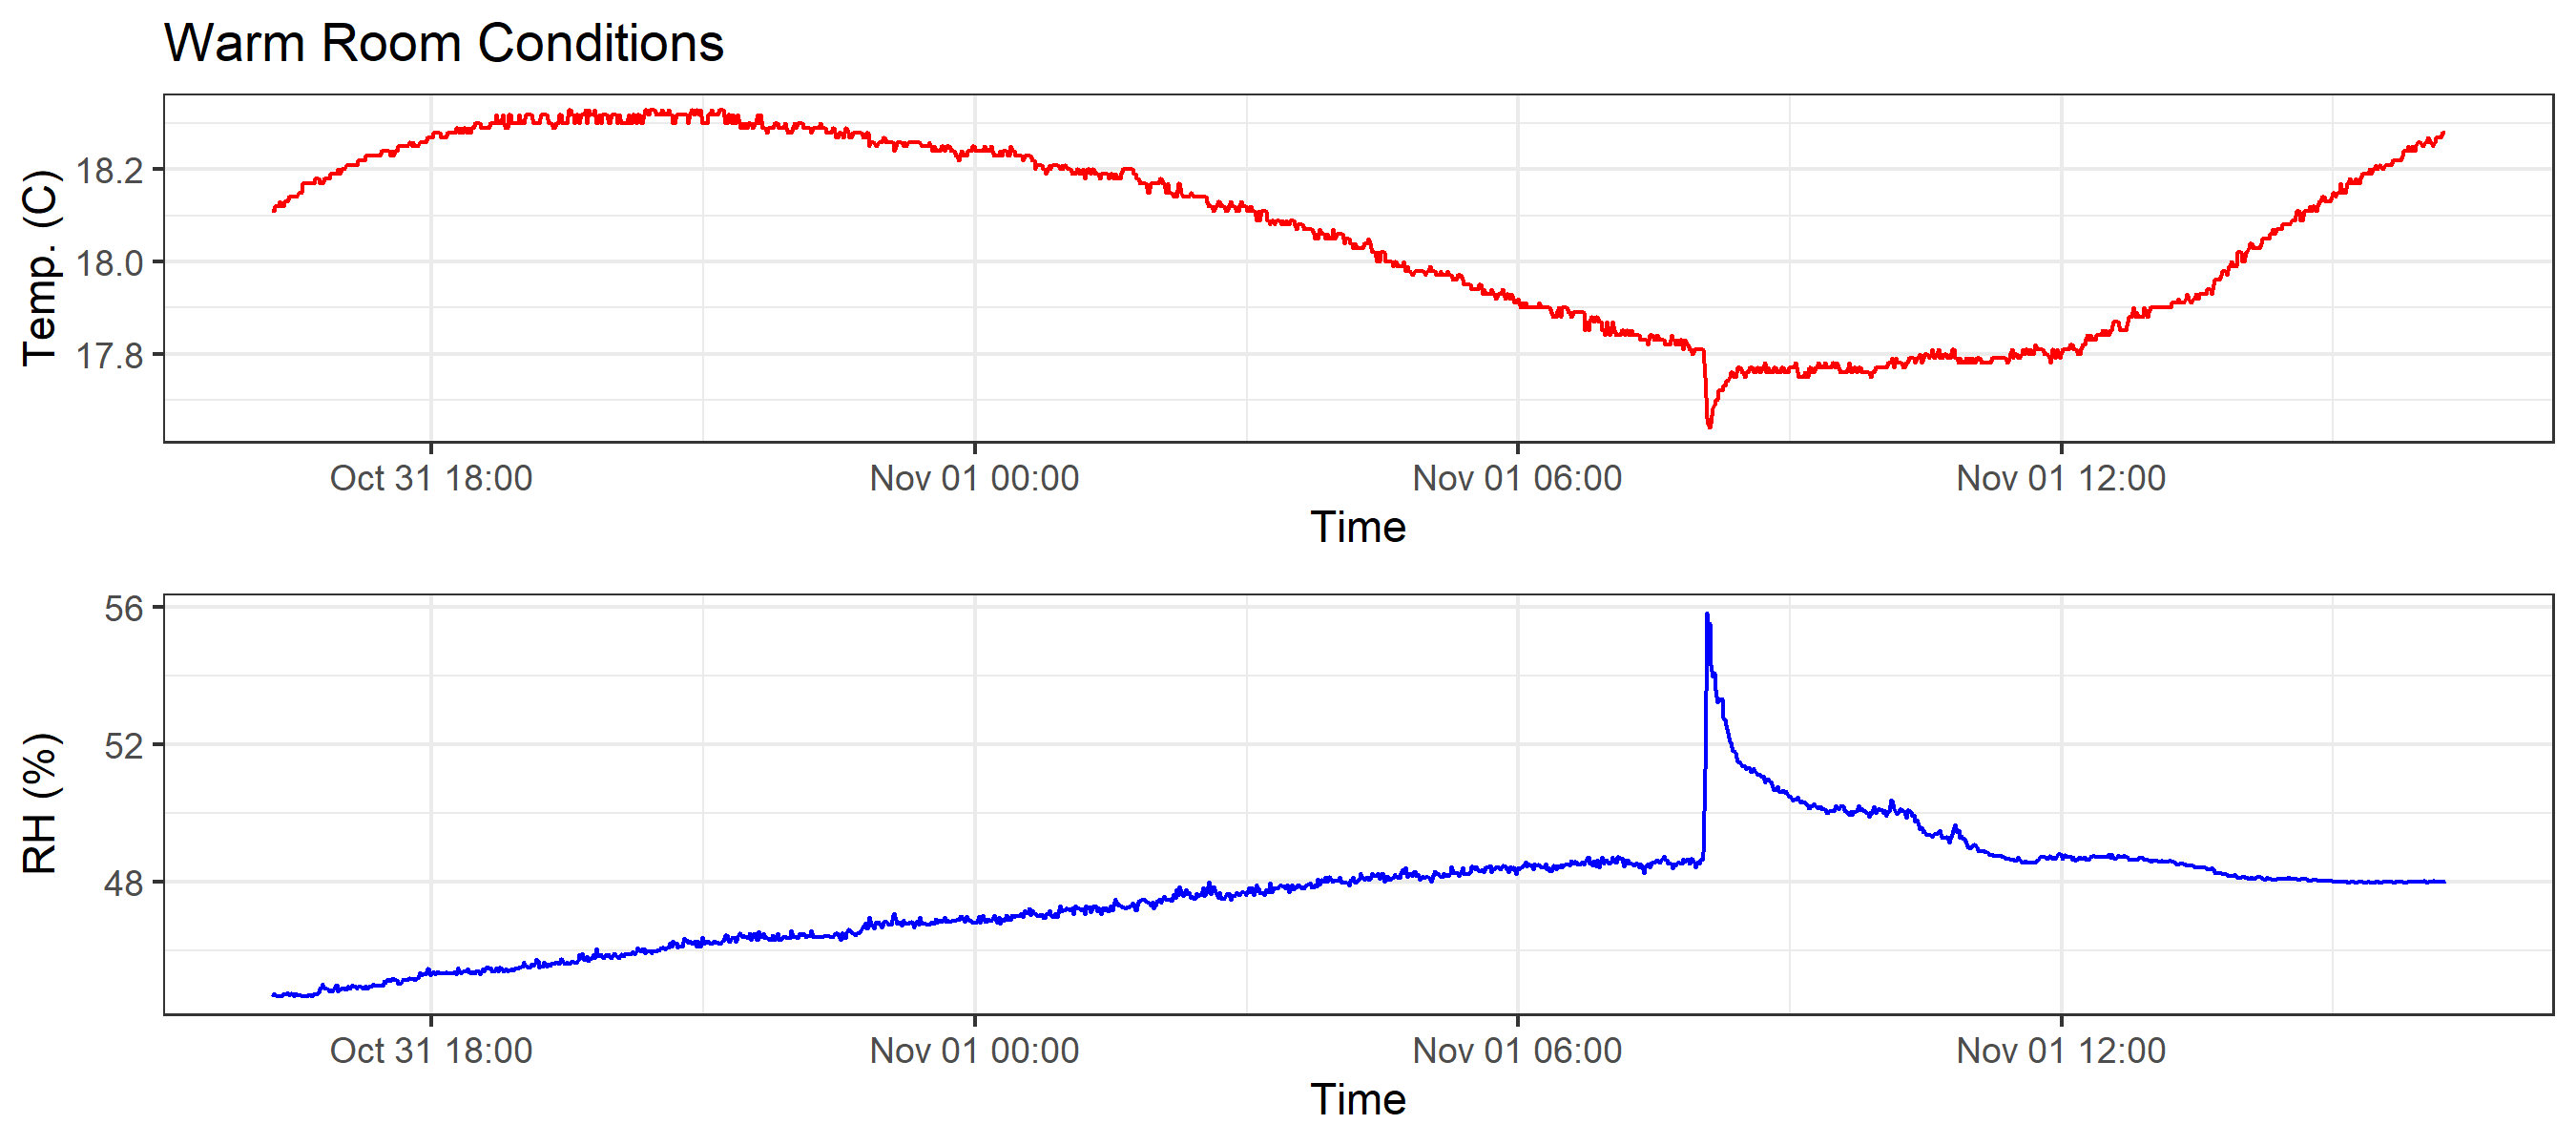 Warm Room Conditions
Temp. (C)
18.2
18.0
17.8
Oct 31 18:00 Nov 01 00:00 Nov 01 06:00 Nov 01 12:00
Time
RH (%)
56
52
48
Oct 31 18:00 Nov 01 00:00 Nov 01 06:00 Nov 01 12:00
Time